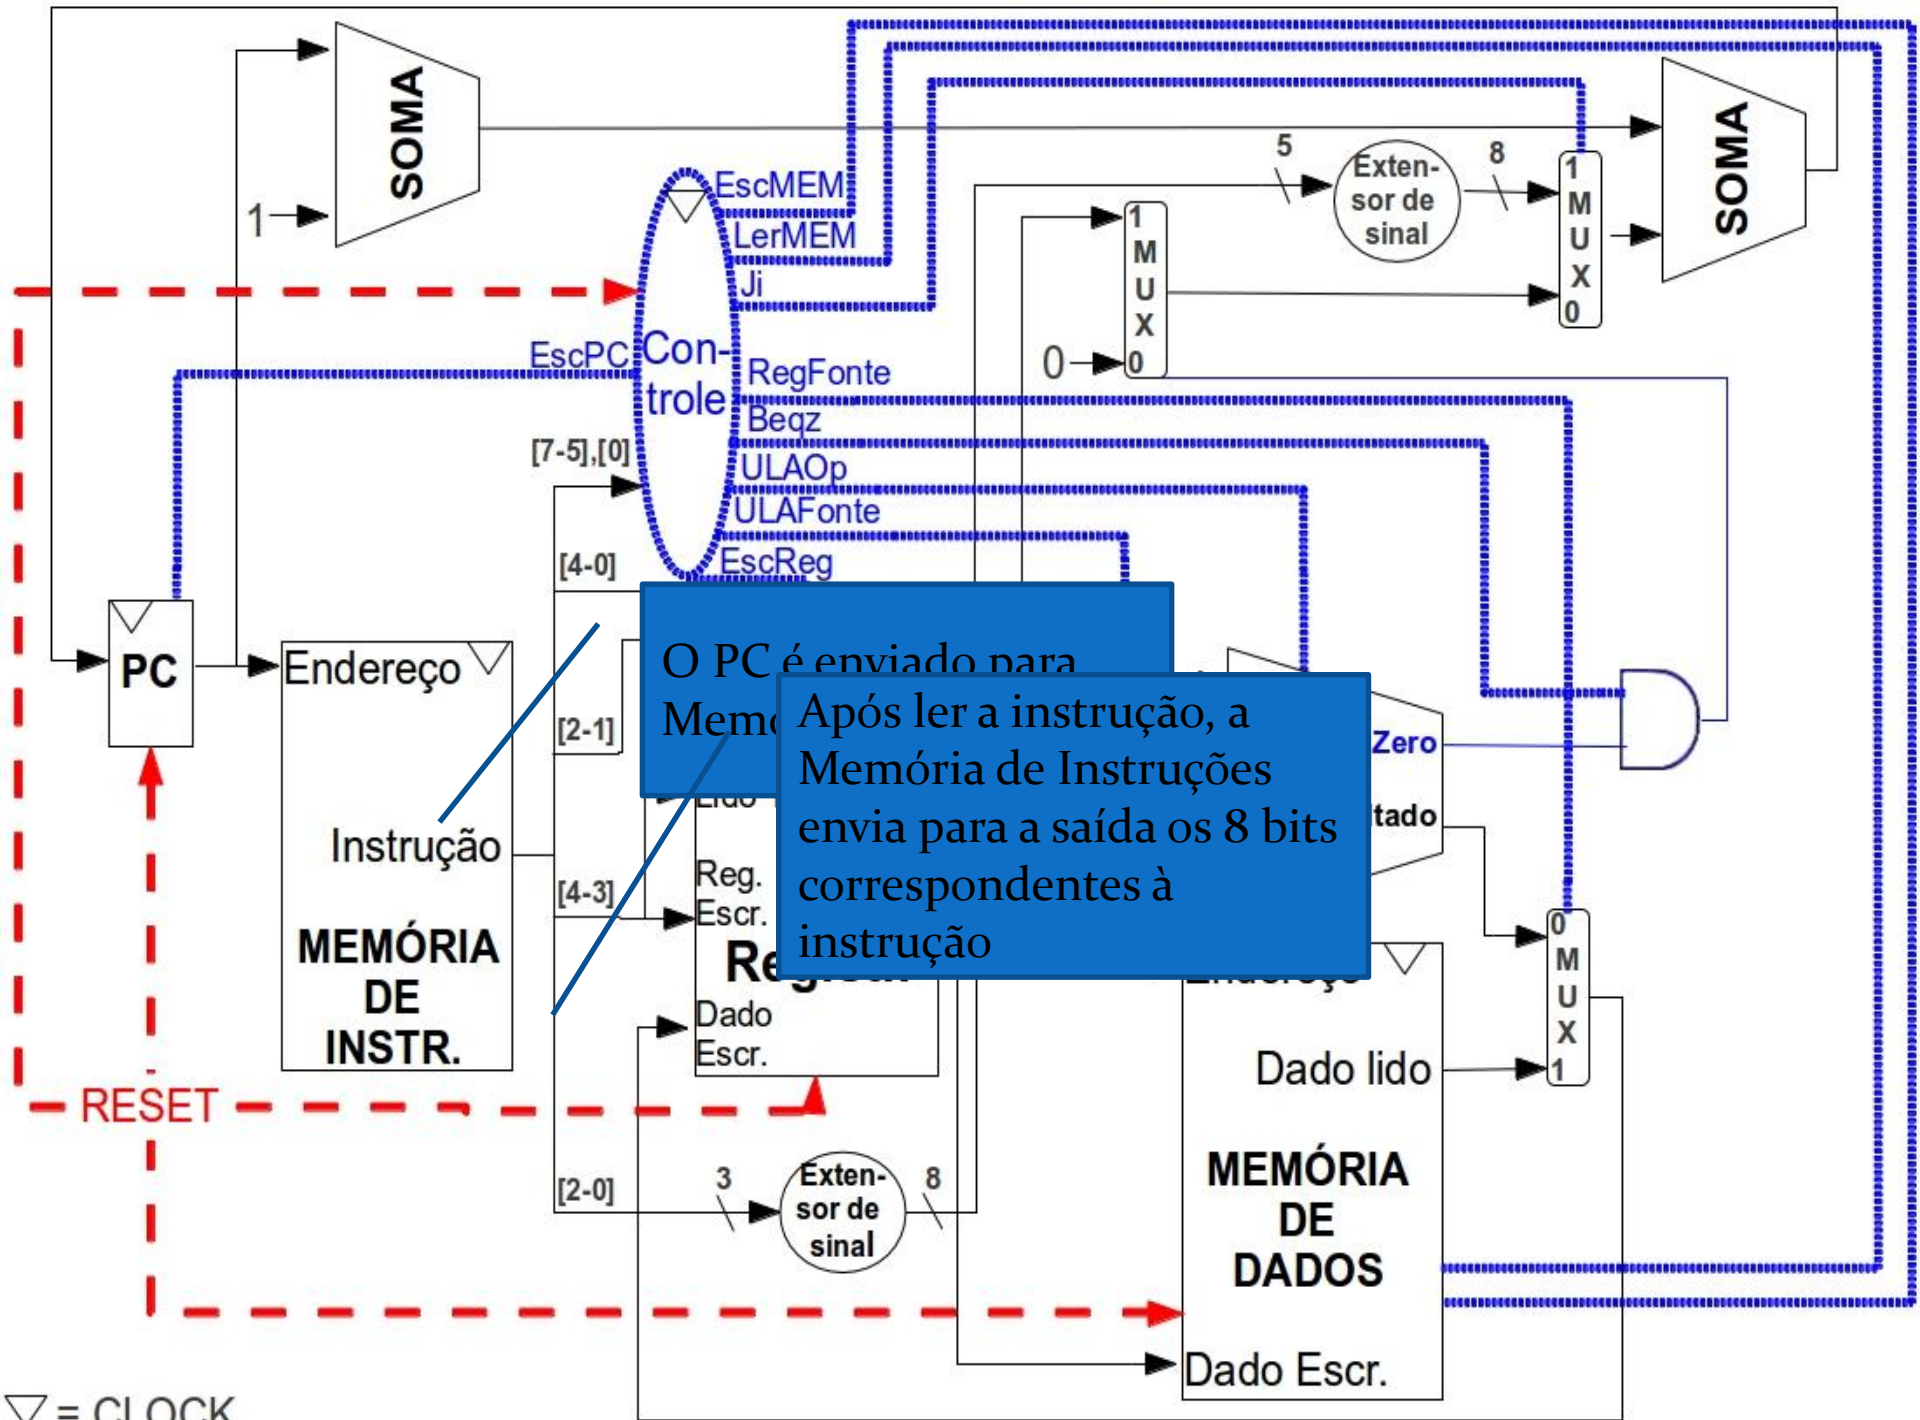 SOMA
1
EscMEM
LerMEM
Ji
EscPC
Con-
trole
RegFonte
Beqz
ULAOp
ULAFonte
EscReg
[7-5],[0]
[4-0]
[2-1]
[4-3]
[2-0]
5
Exten-
sor de
sinal
8
1
M
U
X
0
1
M
U
X
0
0
SOMA
PC
Endereço
Instrução
MEMÓRIA
DE
INSTR.
O PC é enviado para
Após ler a instrução, a
Memória de Instruções
envia para a saída os 8 bits
correspondentes à
instrução
Zero
Reg.
Escr.
Dado
Escr.
0
M
U
X
1
Dado lido
MEMÓRIA
DE
DADOS
Dado Escr.
RESET
3
Exten-
sor de
sinal
8
= CLOCK